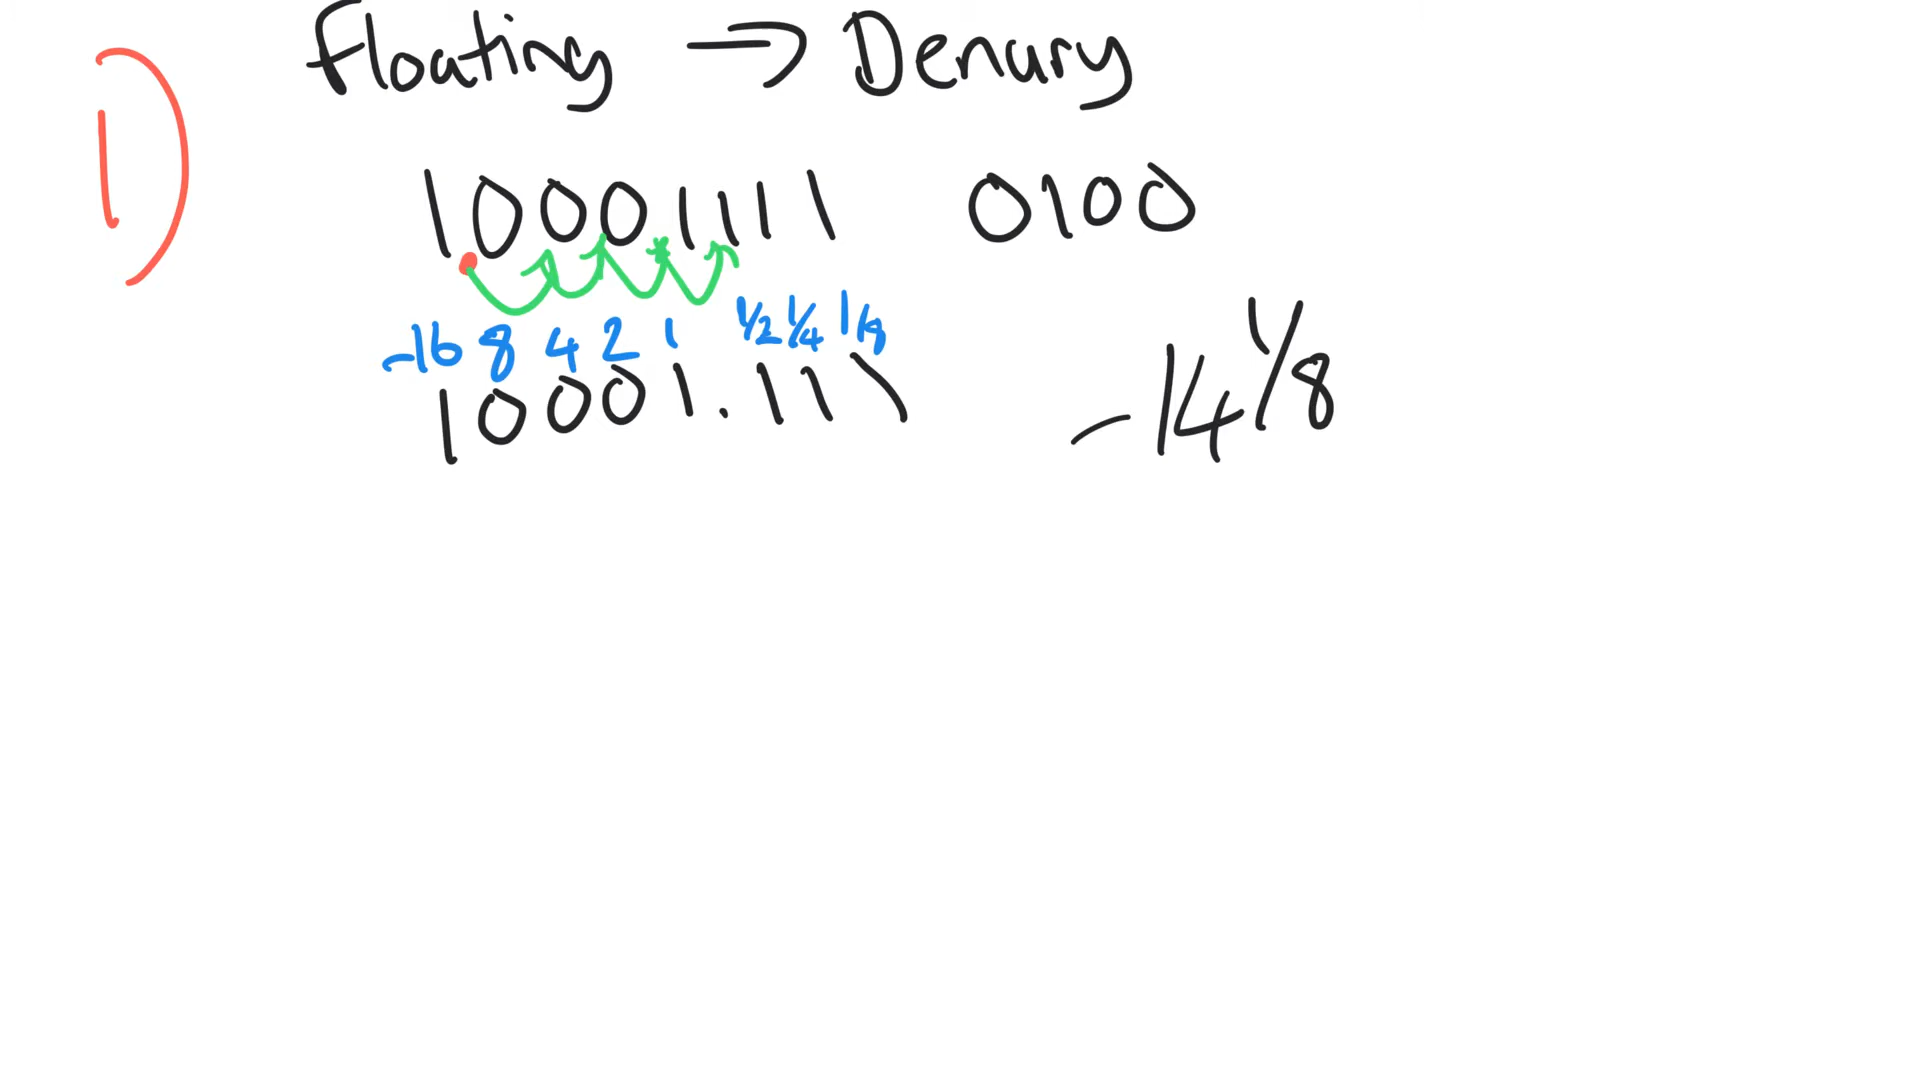 1) Floating → Denary
10001111 0100
-16 8 4 2 1 1/2 1/4 1/8
10001.111 -14 1/8